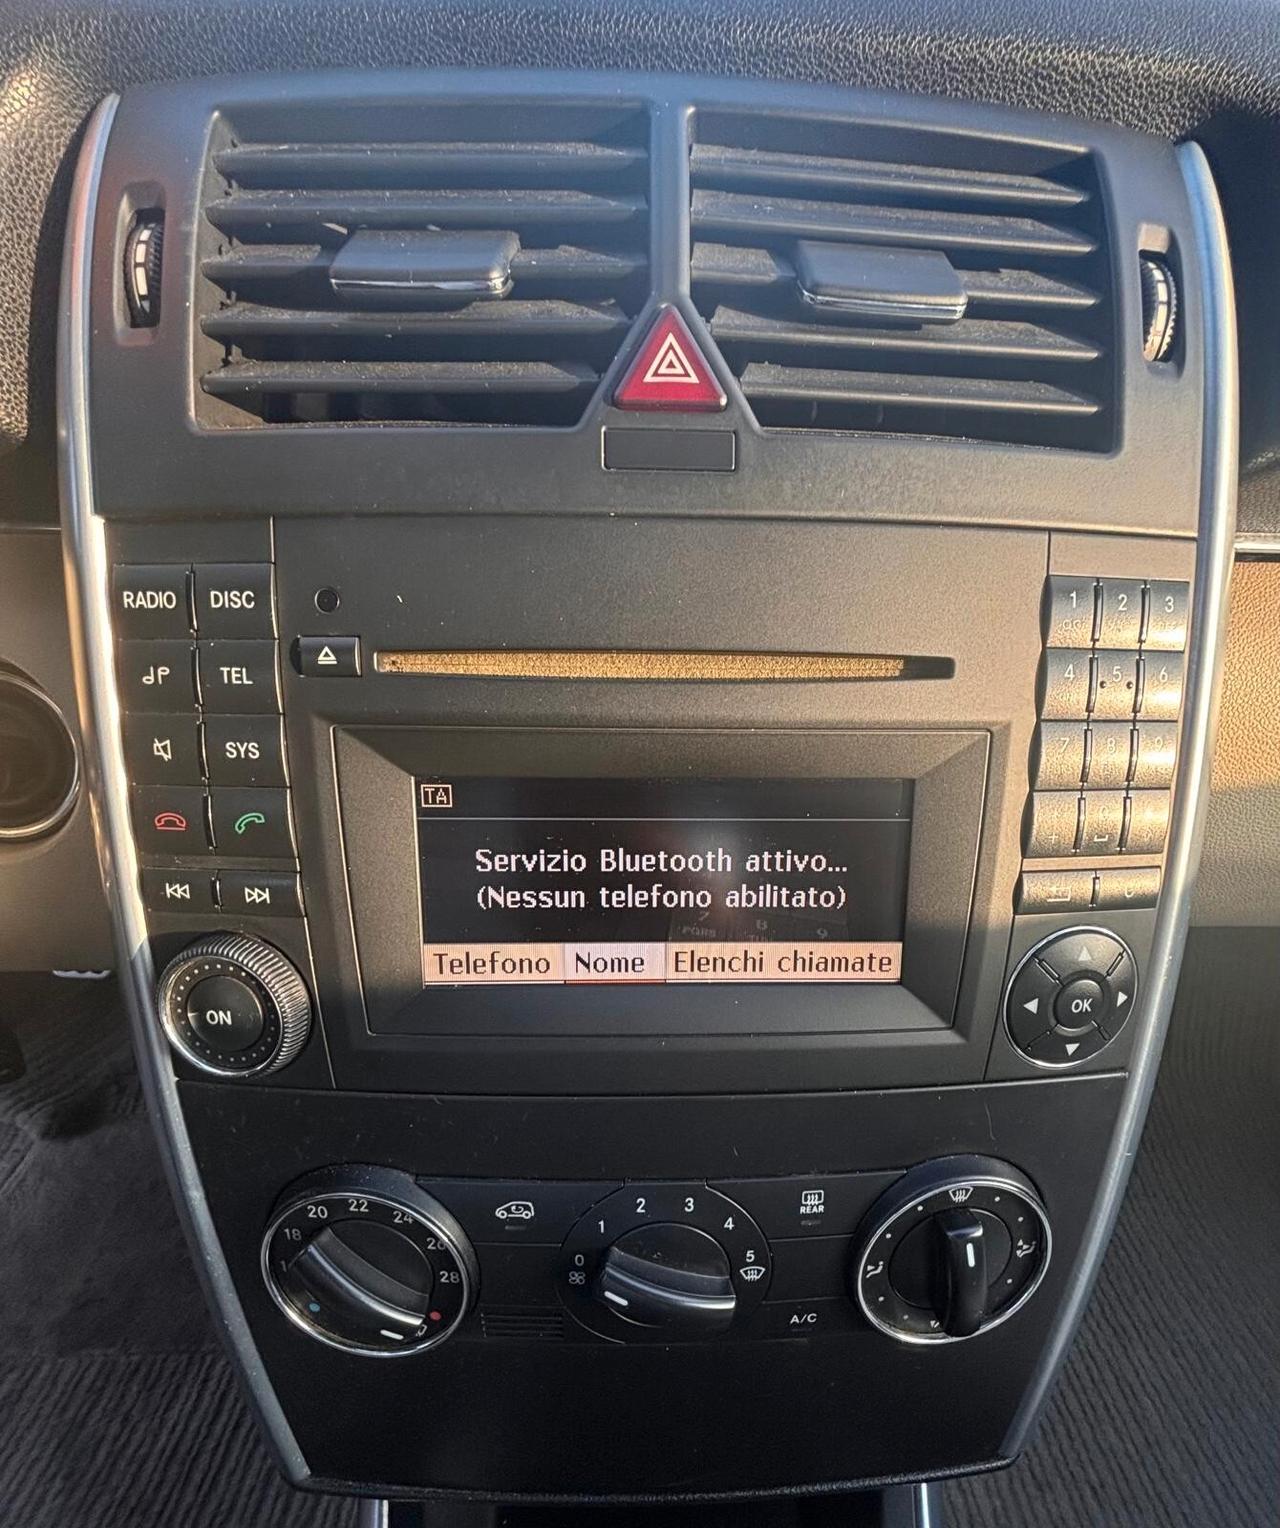 RADIO DISC
TEL
SYS
ON
1 2 3
4 5 6
7 8 9
TA
Servizio Bluetooth attivo...
(Nessun telefono abilitato)
Telefono Nome Elenchi chiamate
OK
18 20 22 24 26 28
0 1 2 3 4 5
REAR
A/C